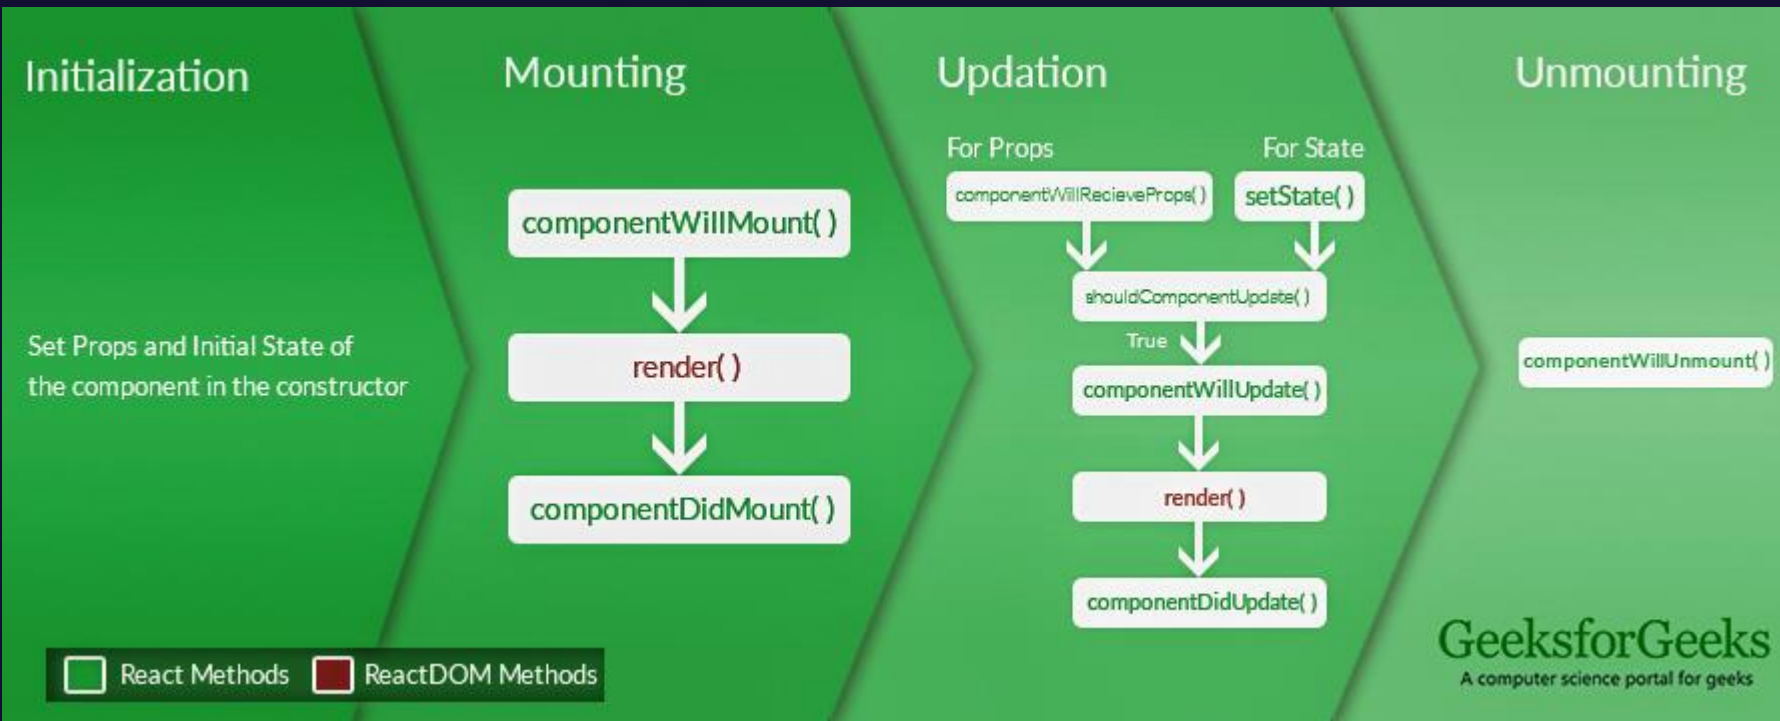 Initialization
Set Props and Initial State of
the component in the constructor
Mounting
componentWillMount( )
render( )
componentDidMount( )
Updation
For Props
For State
componentWillRecieveProps( )
setState( )
shouldComponentUpdate( )
True
componentWillUpdate( )
render( )
componentDidUpdate( )
Unmounting
componentWillUnmount( )
React Methods
ReactDOM Methods
GeeksforGeeks
A computer science portal for geeks